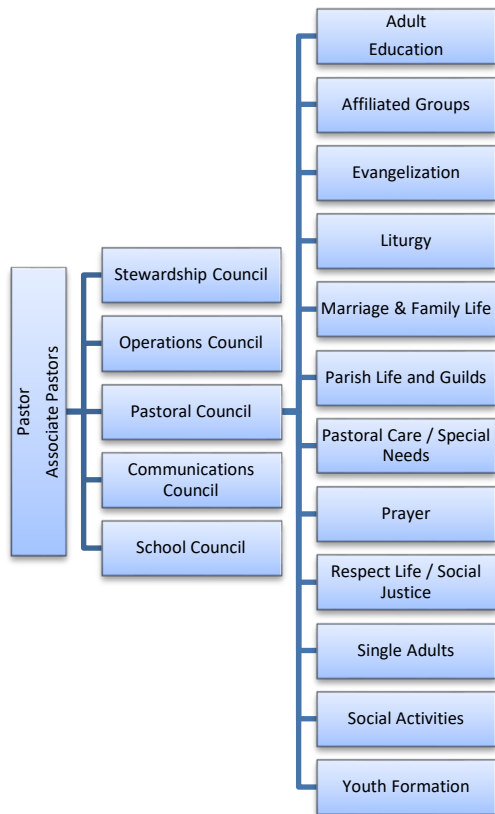 Pastor
Associate Pastors
Stewardship Council
Operations Council
Pastoral Council
Communications
Council
School Council
Adult
Education
Affiliated Groups
Evangelization
Liturgy
Marriage & Family Life
Parish Life and Guilds
Pastoral Care / Special
Needs
Prayer
Respect Life / Social
Justice
Single Adults
Social Activities
Youth Formation